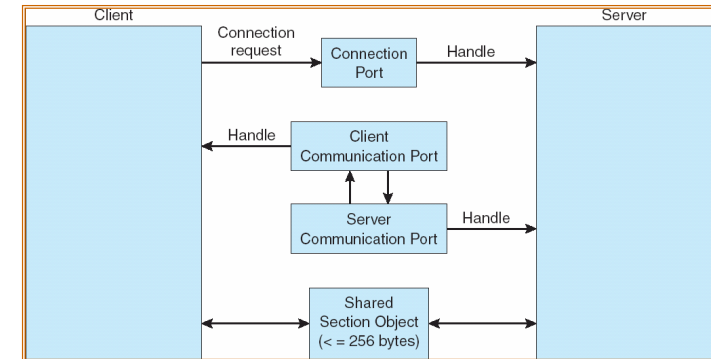 Client
Server
Connection
request
Connection
Port
Handle
Handle
Client
Communication Port
Server
Communication Port
Handle
Shared
Section Object
(< = 256 bytes)